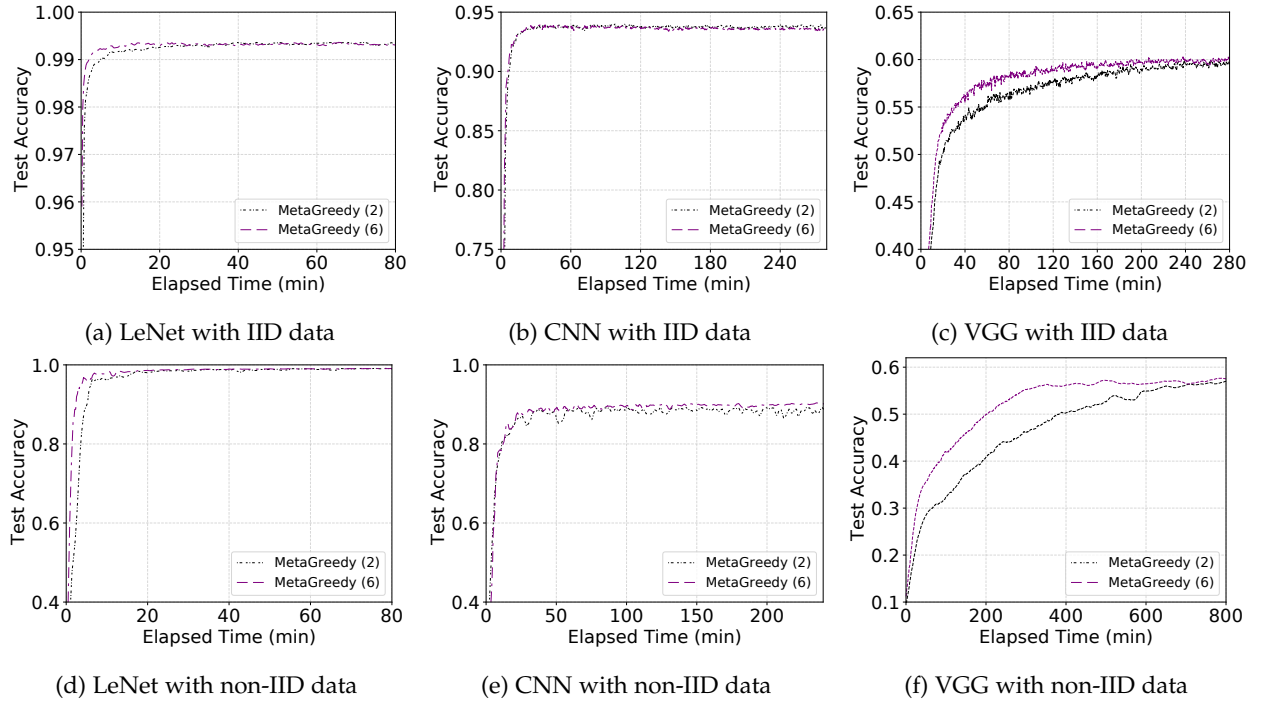 1.00
0.99
0.98
0.97
0.96
0.95
Test Accuracy
0 20 40 60 80
Elapsed Time (min)
MetaGreedy (2)
MetaGreedy (6)
(a) LeNet with IID data
0.95
0.90
0.85
0.80
0.75
Test Accuracy
0 60 120 180 240
Elapsed Time (min)
MetaGreedy (2)
MetaGreedy (6)
(b) CNN with IID data
0.65
0.60
0.55
0.50
0.45
0.40
Test Accuracy
40 80 120 160 200 240 280
Elapsed Time (min)
MetaGreedy (2)
MetaGreedy (6)
(c) VGG with IID data
1.0
0.8
0.6
0.4
Test Accuracy
0 20 40 60 80
Elapsed Time (min)
MetaGreedy (2)
MetaGreedy (6)
(d) LeNet with non-IID data
1.0
0.8
0.6
0.4
Test Accuracy
0 50 100 150 200
Elapsed Time (min)
MetaGreedy (2)
MetaGreedy (6)
(e) CNN with non-IID data
0.6
0.5
0.4
0.3
0.2
0.1
Test Accuracy
0 200 400 600 800
Elapsed Time (min)
MetaGreedy (2)
MetaGreedy (6)
(f) VGG with non-IID data